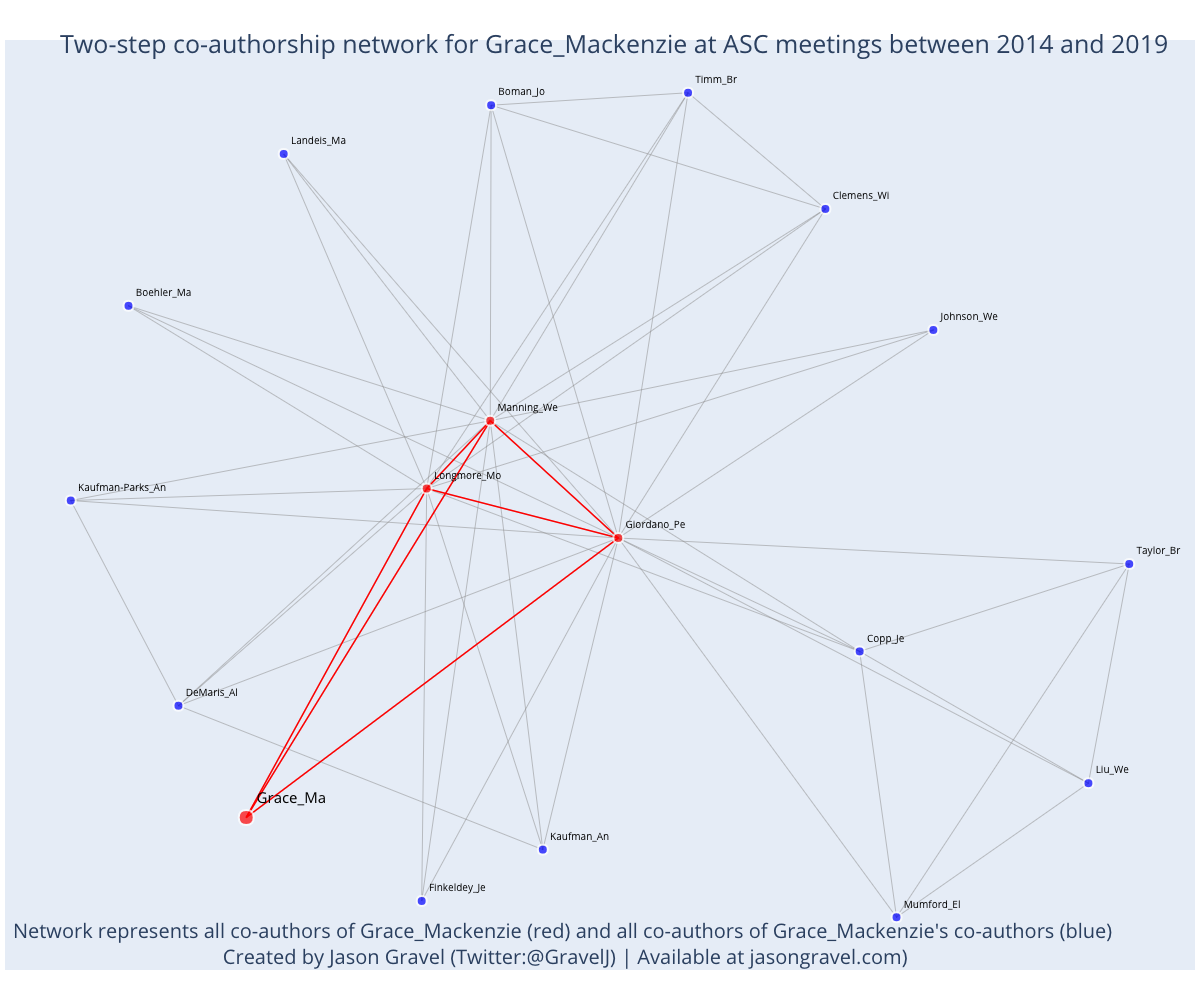 Two-step co-authorship network for Grace_Mackenzie at ASC meetings between 2014 and 2019
Timm_Br
Boman_Jo
Landeis_Ma
Clemens_Wi
Boehler_Ma
Johnson_We
Manning_We
Longmore_Mo
Kaufman-Parks_An
Giordano_Pe
Taylor_Br
Copp_Je
DeMaris_Al
Liu_We
Grace_Ma
Kaufman_An
Finkeldey_Je
Mumford_El
Network represents all co-authors of Grace_Mackenzie (red) and all co-authors of Grace_Mackenzie's co-authors (blue)
Created by Jason Gravel (Twitter:@GravelJ) | Available at jasongravel.com)